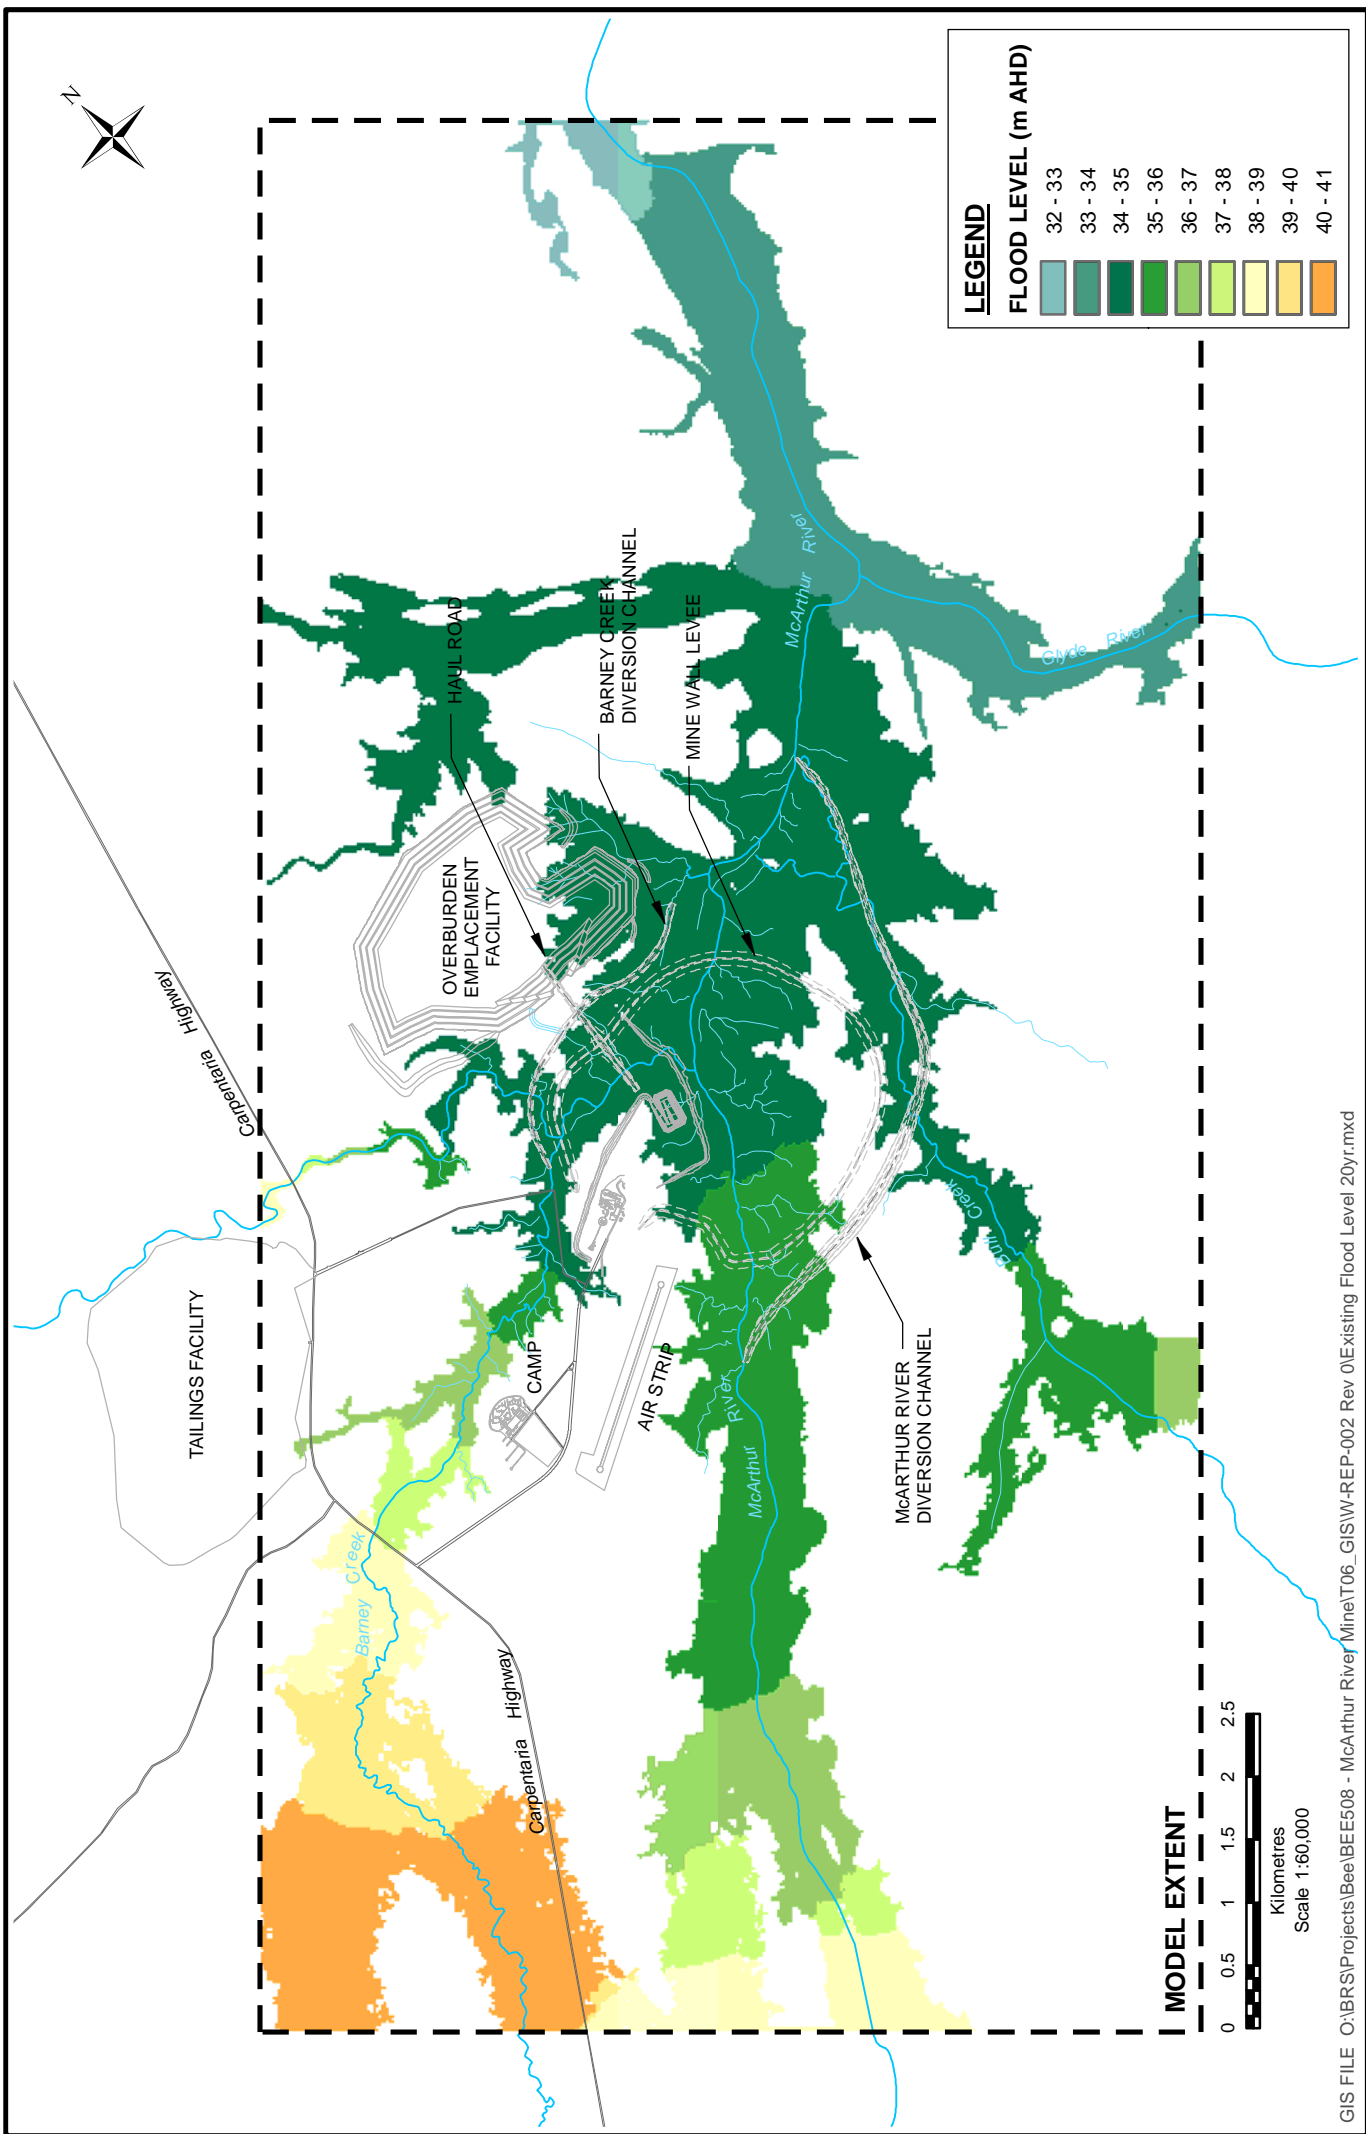 N
Carpentaria Highway
TAILINGS FACILITY
OVERBURDEN
EMPLACEMENT
FACILITY
HAUL ROAD
BARNEY CREEK
DIVERSION CHANNEL
MINE WALL LEVEE
McArthur River
Glyde River
Barney Creek
CAMP
AIR STRIP
Carpentaria Highway
McArthur River
McARTHUR RIVER
DIVERSION CHANNEL
Bull Creek
MODEL EXTENT
0 0.5 1 1.5 2 2.5
Kilometres
Scale 1:60,000
LEGEND
FLOOD LEVEL (m AHD)
32 - 33
33 - 34
34 - 35
35 - 36
36 - 37
37 - 38
38 - 39
39 - 40
40 - 41
GIS FILE O:\BRS\Projects\Bee\BEE508 - McArthur River Mine\T06_GIS\W-REP-002 Rev 0\Existing Flood Level 20yr.mxd